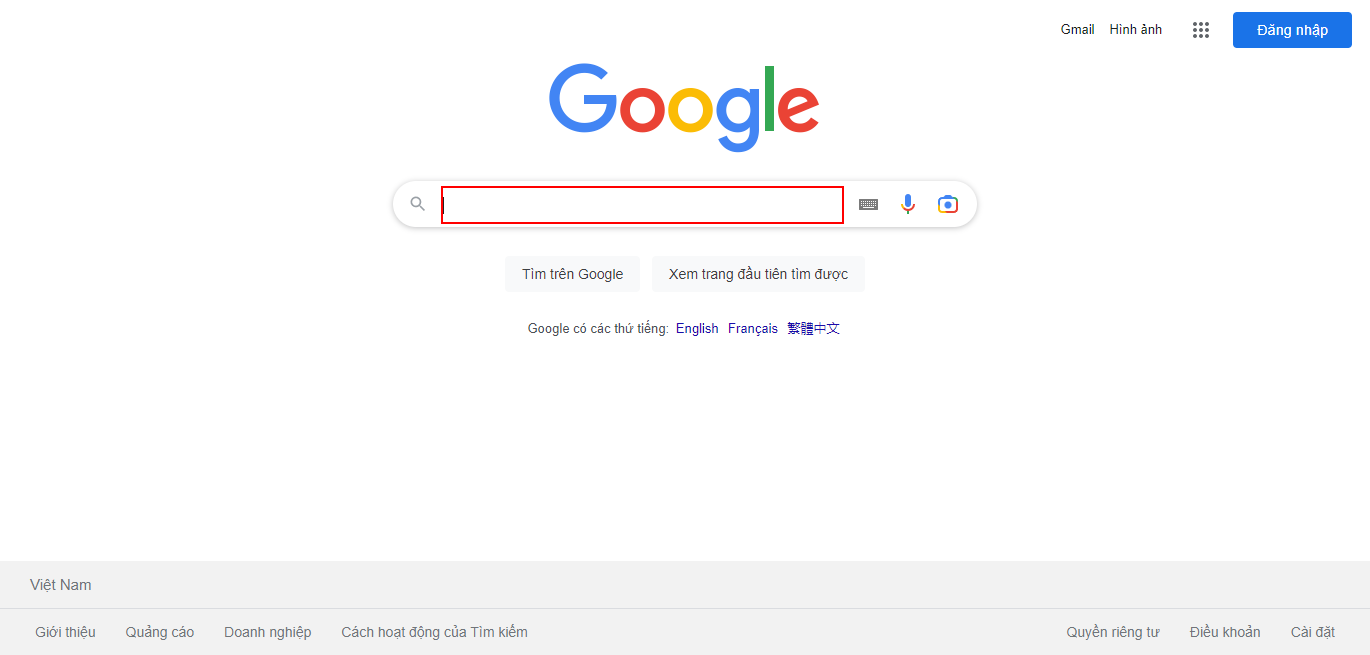 Gmail Hình ảnh Đăng nhập
Google
Tìm trên Google Xem trang đầu tiên tìm được
Google có các thứ tiếng: English Français 繁體中文
Việt Nam
Giới thiệu Quảng cáo Doanh nghiệp Cách hoạt động của Tìm kiếm Quyền riêng tư Điều khoản Cài đặt